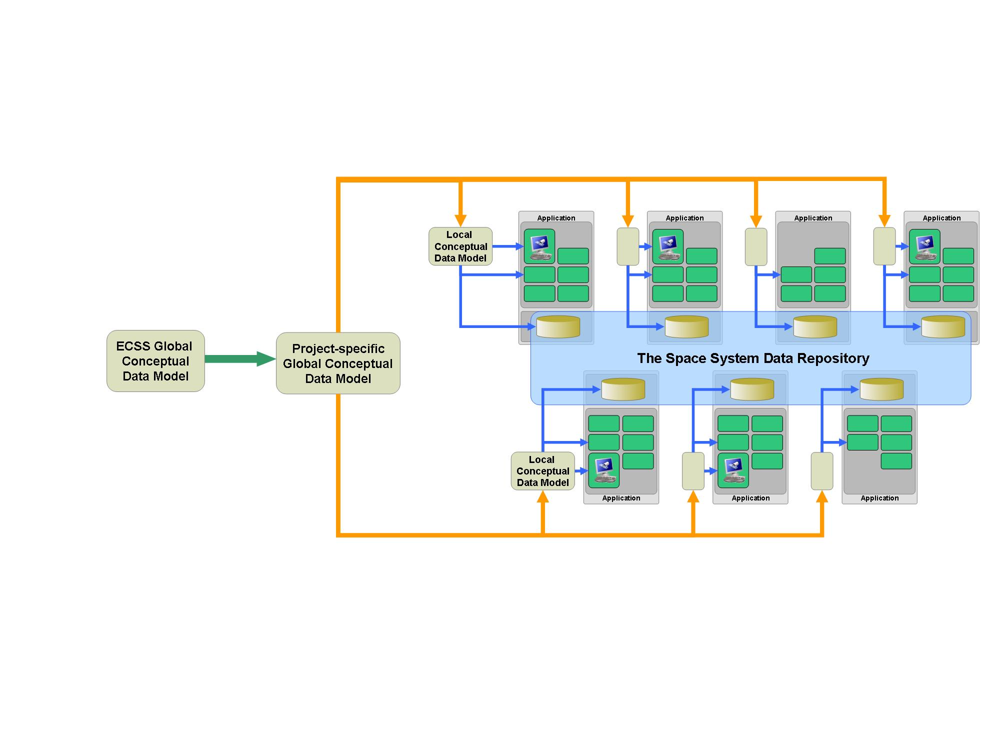 Application
Application
Application
Application
Local
Conceptual
Data Model
ECSS Global
Conceptual
Data Model
Project-specific
Global Conceptual
Data Model
The Space System Data Repository
Local
Conceptual
Data Model
Application
Application
Application